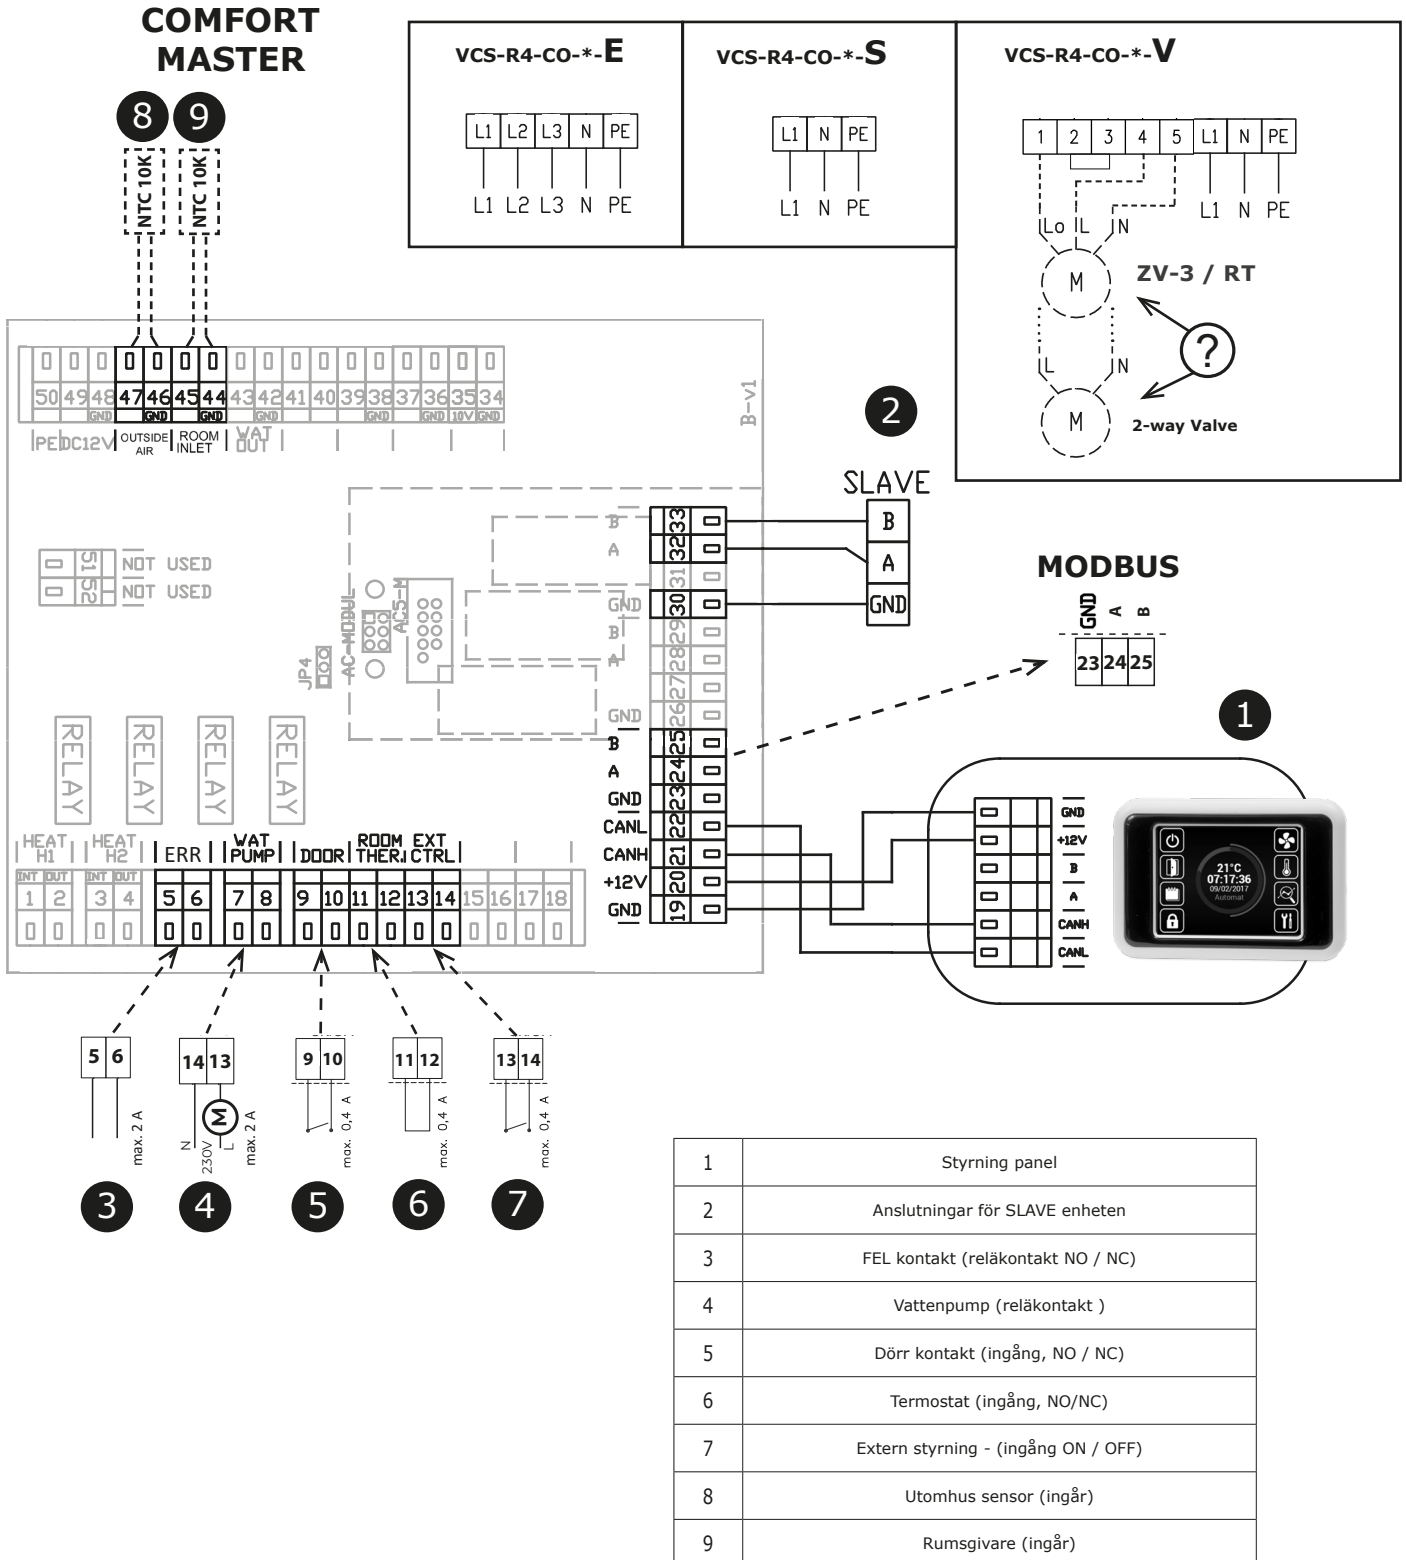 COMFORT
MASTER
8 9
NTC 10K
NTC 10K
VCS-R4-CO-*-E
L1 L2 L3 N PE
L1 L2 L3 N PE
VCS-R4-CO-*-S
L1 N PE
L1 N PE
VCS-R4-CO-*-V
1 2 3 4 5 L1 N PE
L1 N PE
Lo L N
M
ZV-3 / RT
?
L N
M
2-way Valve
50 49 48 47 46 45 44 43 42 41 40 39 38 37 36 35 34
GND GND GND GND GND GND 10V GND
PE DC12V OUTSIDE AIR ROOM INLET WAT OUT
B-v1
2
SLAVE
B
A
GND
51 NOT USED
52 NOT USED
JP4
AC-MODUL
ACS-M
B 33
A 32
31
GND 30
B 29
A 28
27
GND 26
B 25
A 24
GND 23
CANL 22
CANH 21
+12V 20
GND 19
MODBUS
GND A B
23 24 25
1
GND
+12V
B
A
CANH
CANL
21°C
07:17:36
09/02/2017
Automat
RELAY RELAY RELAY RELAY
HEAT H1 HEAT H2 ERR WAT PUMP DOOR ROOM THER. EXT CTRL
INT OUT INT OUT
1 2 3 4 5 6 7 8 9 10 11 12 13 14 15 16 17 18
5 6
max. 2 A
3
14 13
M
N 230V L
max. 2 A
4
9 10
max. 0,4 A
5
11 12
max. 0,4 A
6
13 14
max. 0,4 A
7
1 Styrning panel
2 Anslutningar för SLAVE enheten
3 FEL kontakt (reläkontakt NO / NC)
4 Vattenpump (reläkontakt )
5 Dörr kontakt (ingång, NO / NC)
6 Termostat (ingång, NO/NC)
7 Extern styrning - (ingång ON / OFF)
8 Utomhus sensor (ingår)
9 Rumsgivare (ingår)